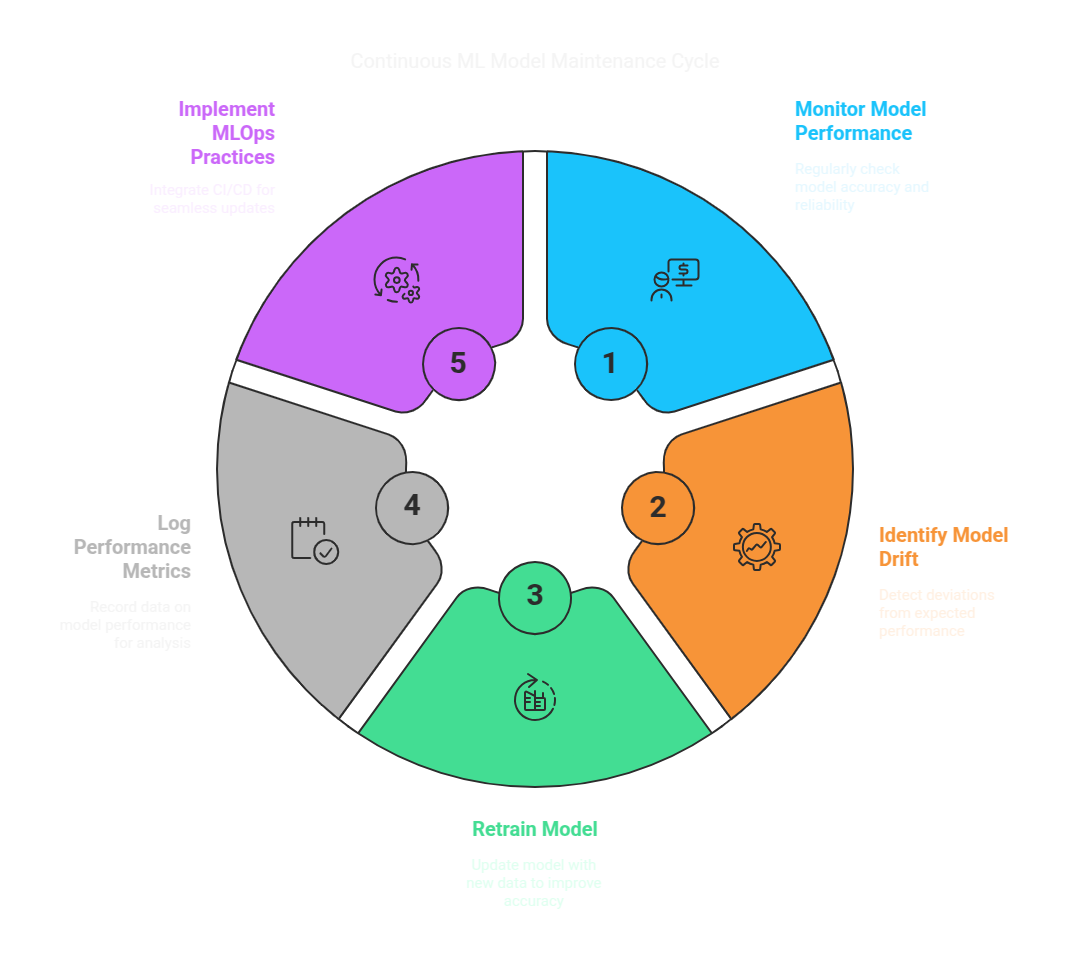 Continuous ML Model Maintenance Cycle
Implement
MLOps
Practices
Integrate CI/CD for
seamless updates
Monitor Model
Performance
Regularly check
model accuracy and
reliability
5
1
4
2
3
$
Log
Performance
Metrics
Record data on
model performance
for analysis
Identify Model
Drift
Detect deviations
from expected
performance
Retrain Model
Update model with
new data to improve
accuracy